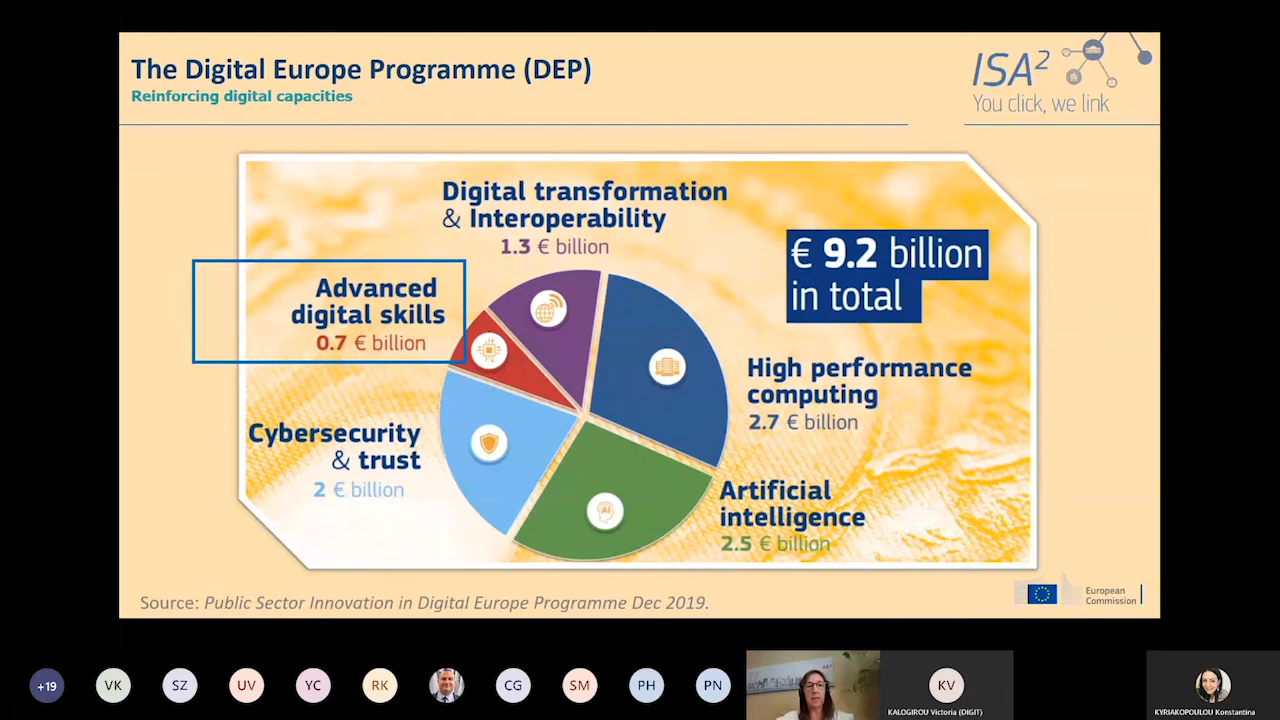 The Digital Europe Programme (DEP)
Reinforcing digital capacities
ISA²
You click, we link
Digital transformation
& Interoperability
1.3 € billion
€ 9.2 billion
in total
Advanced
digital skills
0.7 € billion
High performance
computing
2.7 € billion
Cybersecurity
& trust
2 € billion
Artificial
intelligence
2.5 € billion
AI
Source: Public Sector Innovation in Digital Europe Programme Dec 2019.
European
Commission
+19
VK
SZ
UV
YC
RK
CG
SM
PH
PN
KV
KALOGIROU Victoria (DIGIT)
KYRIAKOPOULOU Konstantina